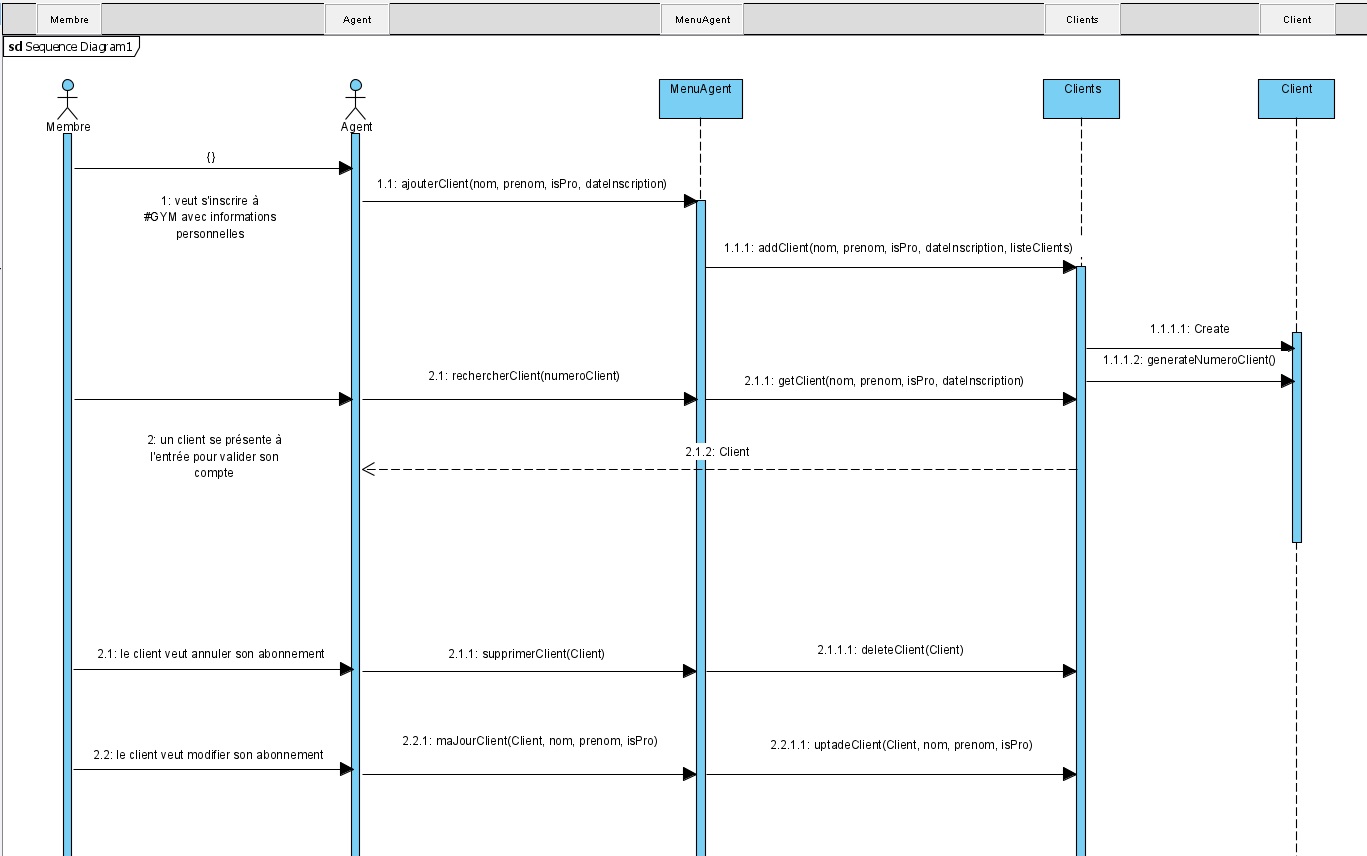 Membre
Agent
MenuAgent
Clients
Client
sd Sequence Diagram1
MenuAgent
Clients
Client
Membre
Agent
{}
1.1: ajouterClient(nom, prenom, isPro, dateInscription)
1: veut s'inscrire à
#GYM avec informations
personnelles
1.1.1: addClient(nom, prenom, isPro, dateInscription, listeClients)
1.1.1.1: Create
1.1.1.2: generateNumeroClient()
2.1: rechercherClient(numeroClient)
2.1.1: getClient(nom, prenom, isPro, dateInscription)
2: un client se présente à
l'entrée pour valider son
compte
2.1.2: Client
2.1: le client veut annuler son abonnement
2.1.1: supprimerClient(Client)
2.1.1.1: deleteClient(Client)
2.2: le client veut modifier son abonnement
2.2.1: maJourClient(Client, nom, prenom, isPro)
2.2.1.1: uptadeClient(Client, nom, prenom, isPro)